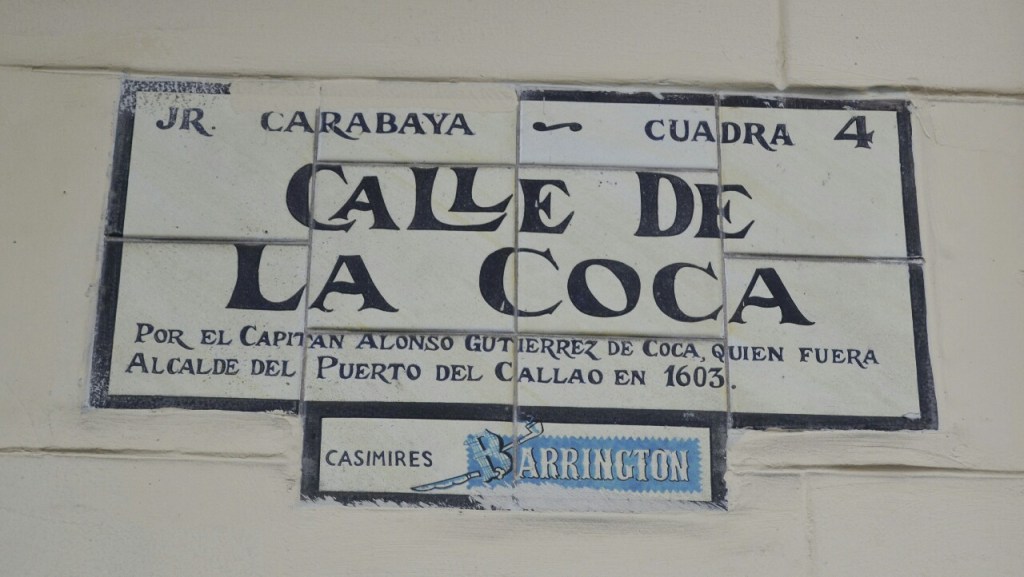 JR. CARABAYA ~ CUADRA 4
CALLE DE
LA COCA
POR EL CAPITAN ALONSO GUTIERREZ DE COCA, QUIEN FUERA
ALCALDE DEL PUERTO DEL CALLAO EN 1603.
CASIMIRES BARRINGTON